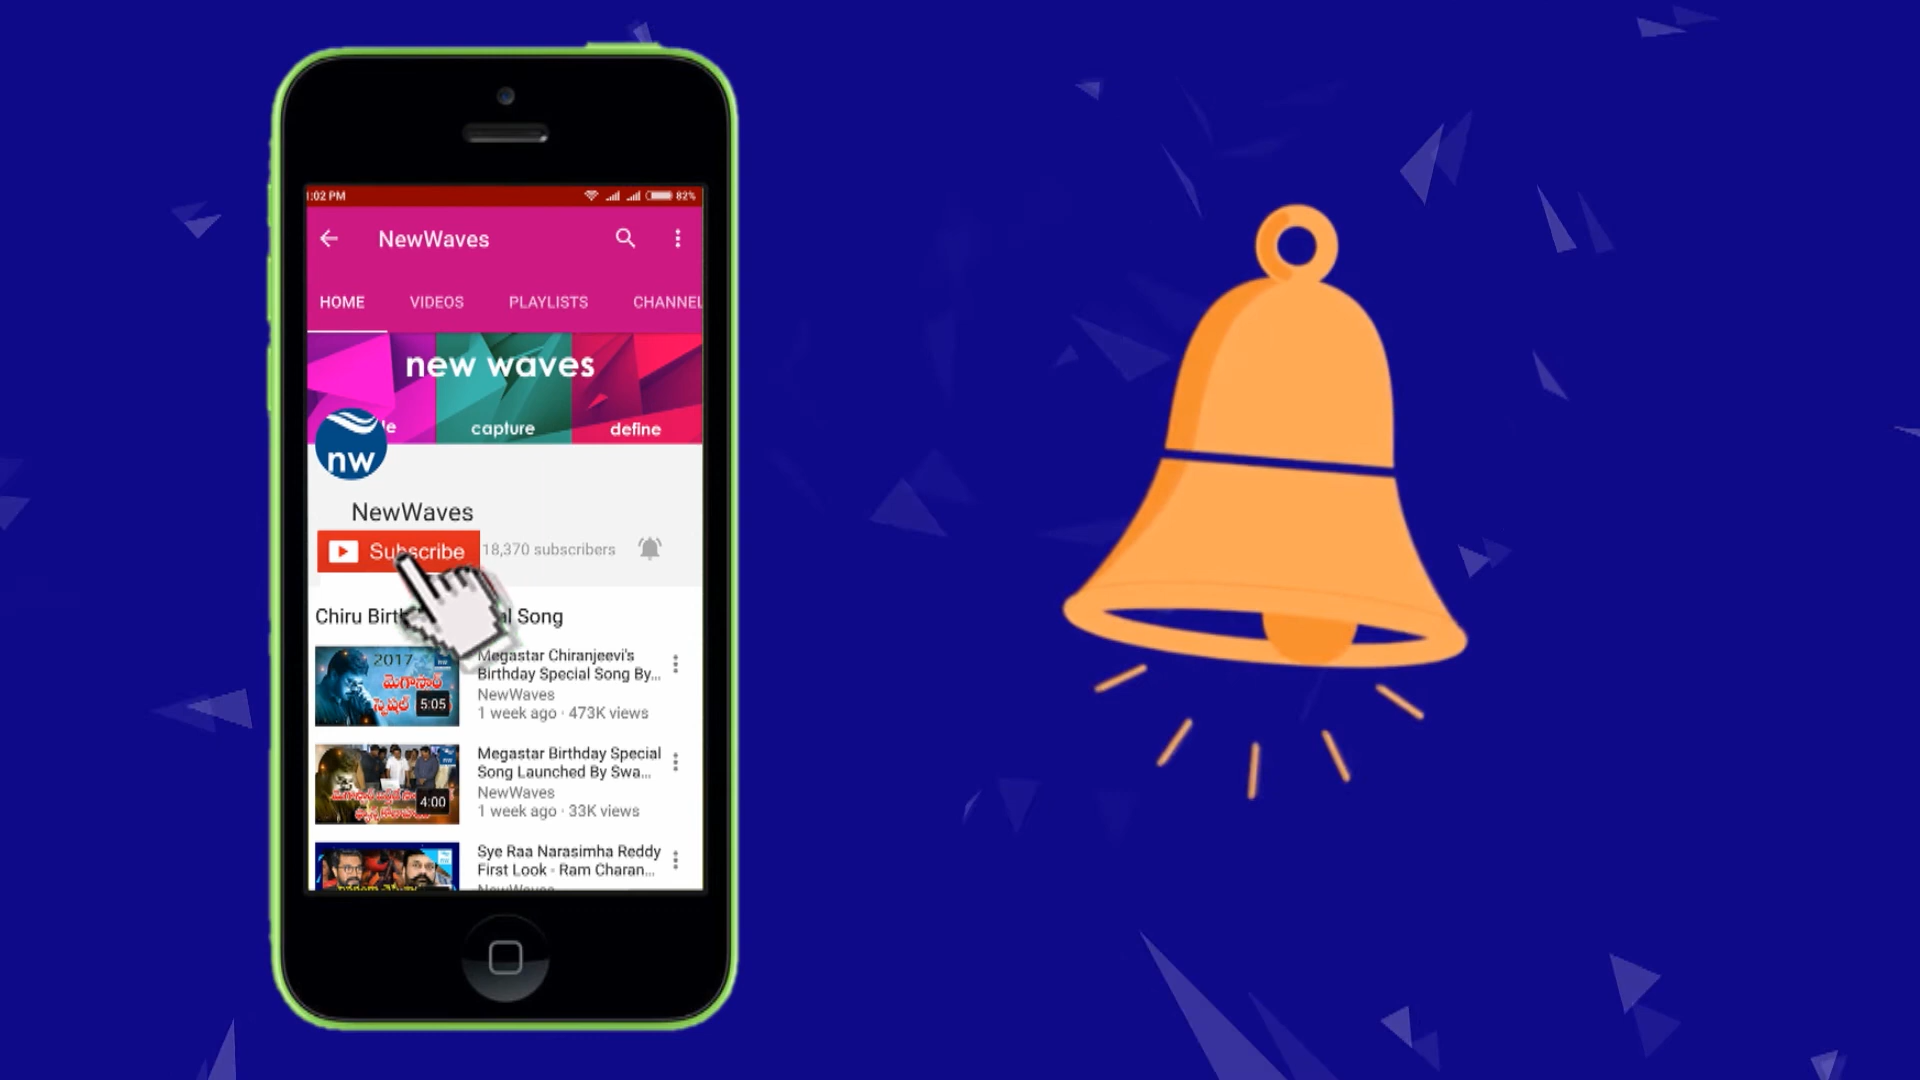 1:02 PM
82%
NewWaves
HOME VIDEOS PLAYLISTS CHANNEL
new waves
capture define
nw
NewWaves
Subscribe 18,370 subscribers
Song
2017
మెగాస్టార్
స్పెషల్
5:05
Megastar Chiranjeevi's
Birthday Special Song By...
NewWaves
1 week ago · 473K views
4:00
Megastar Birthday Special
Song Launched By Swa...
NewWaves
1 week ago · 33K views
Sye Raa Narasimha Reddy
First Look - Ram Charan...
NewWaves